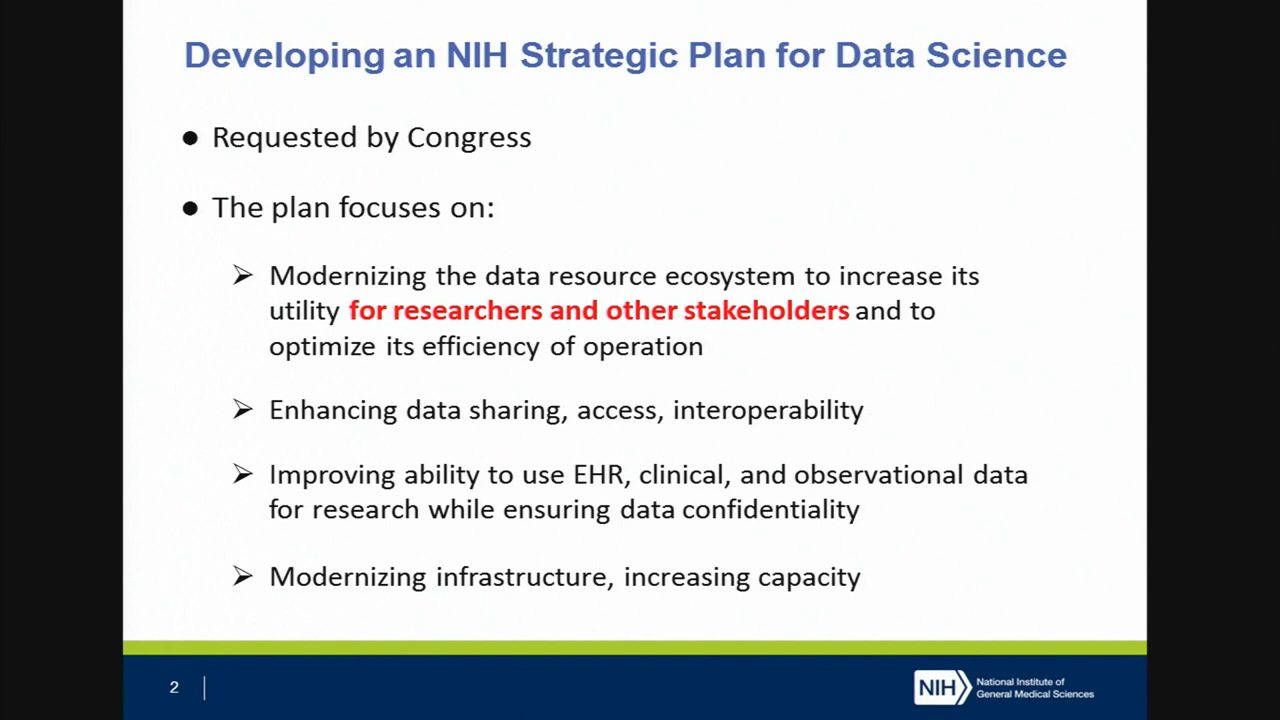 Developing an NIH Strategic Plan for Data Science
● Requested by Congress
● The plan focuses on:
➢ Modernizing the data resource ecosystem to increase its
utility for researchers and other stakeholders and to
optimize its efficiency of operation
➢ Enhancing data sharing, access, interoperability
➢ Improving ability to use EHR, clinical, and observational data
for research while ensuring data confidentiality
➢ Modernizing infrastructure, increasing capacity
2
NIH
National Institute of
General Medical Sciences